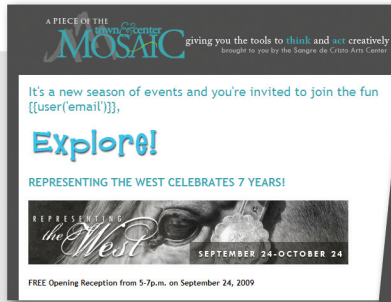 A PIECE OF THE
town & center
MOSAIC
giving you the tools to think and act creatively
brought to you by the Sangre de Cristo Arts Center
It's a new season of events and you're invited to join the fun
{{user('email')}},
Explore!
REPRESENTING THE WEST CELEBRATES 7 YEARS!
REPRESENTING
the West
SEPTEMBER 24-OCTOBER 24
FREE Opening Reception from 5-7p.m. on September 24, 2009